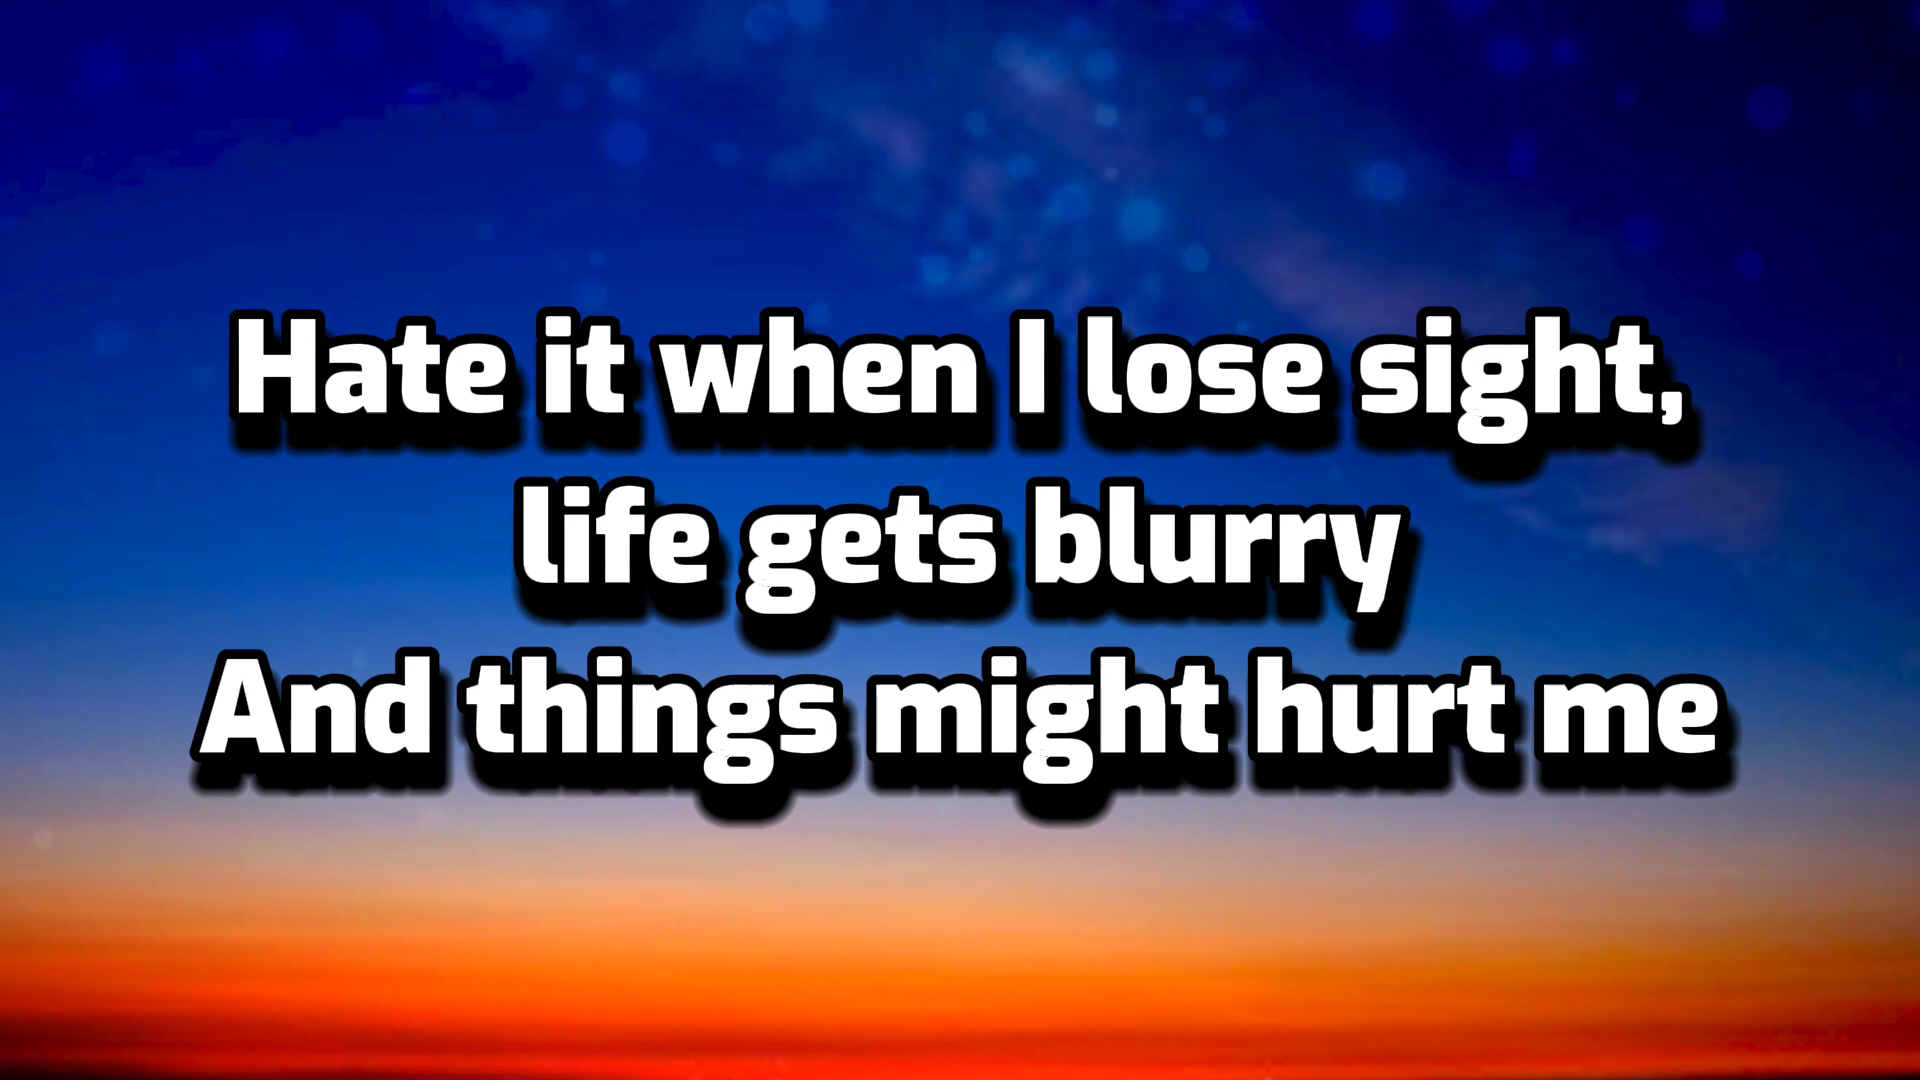 Hate it when I lose sight,
life gets blurry
And things might hurt me